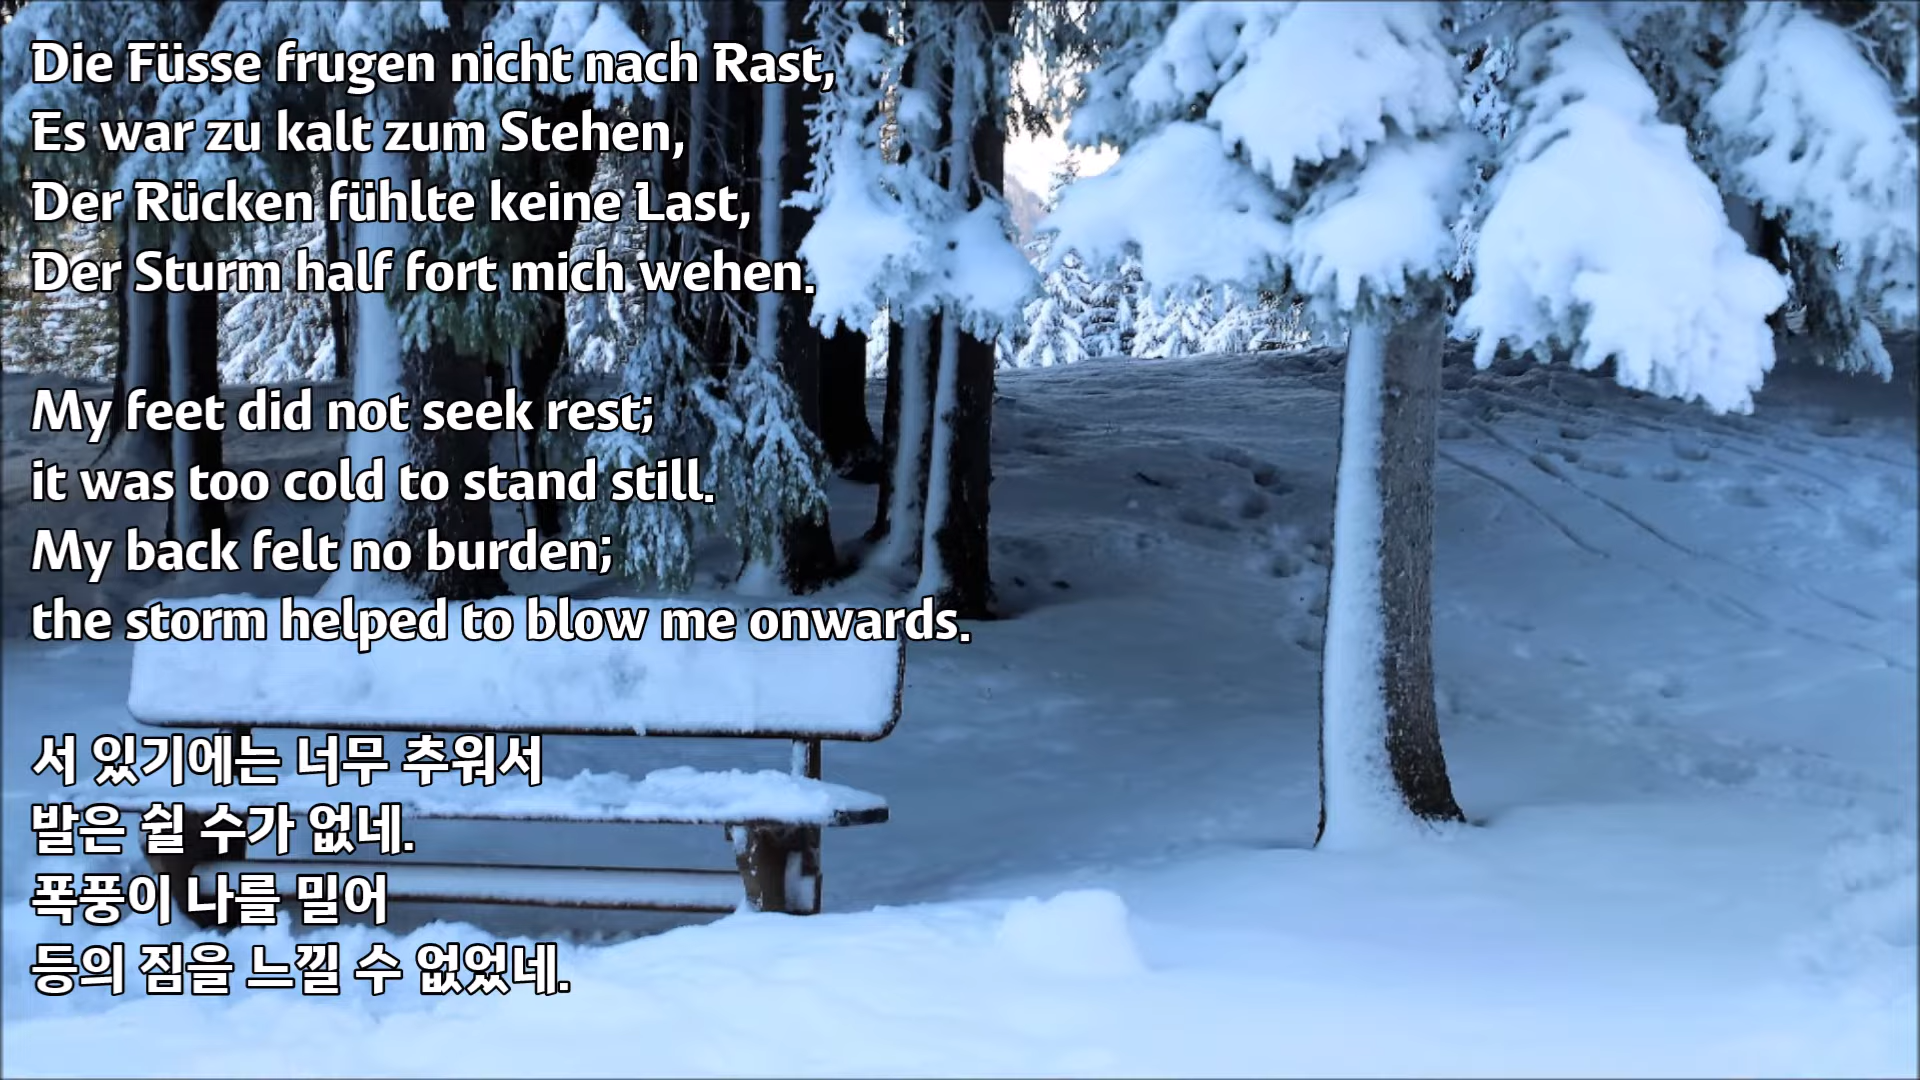 Die Füsse frugen nicht nach Rast,
Es war zu kalt zum Stehen,
Der Rücken fühlte keine Last,
Der Sturm half fort mich wehen.
My feet did not seek rest;
it was too cold to stand still.
My back felt no burden;
the storm helped to blow me onwards.
서 있기에는 너무 추워서
발은 쉴 수가 없네.
폭풍이 나를 밀어
등의 짐을 느낄 수 없었네.